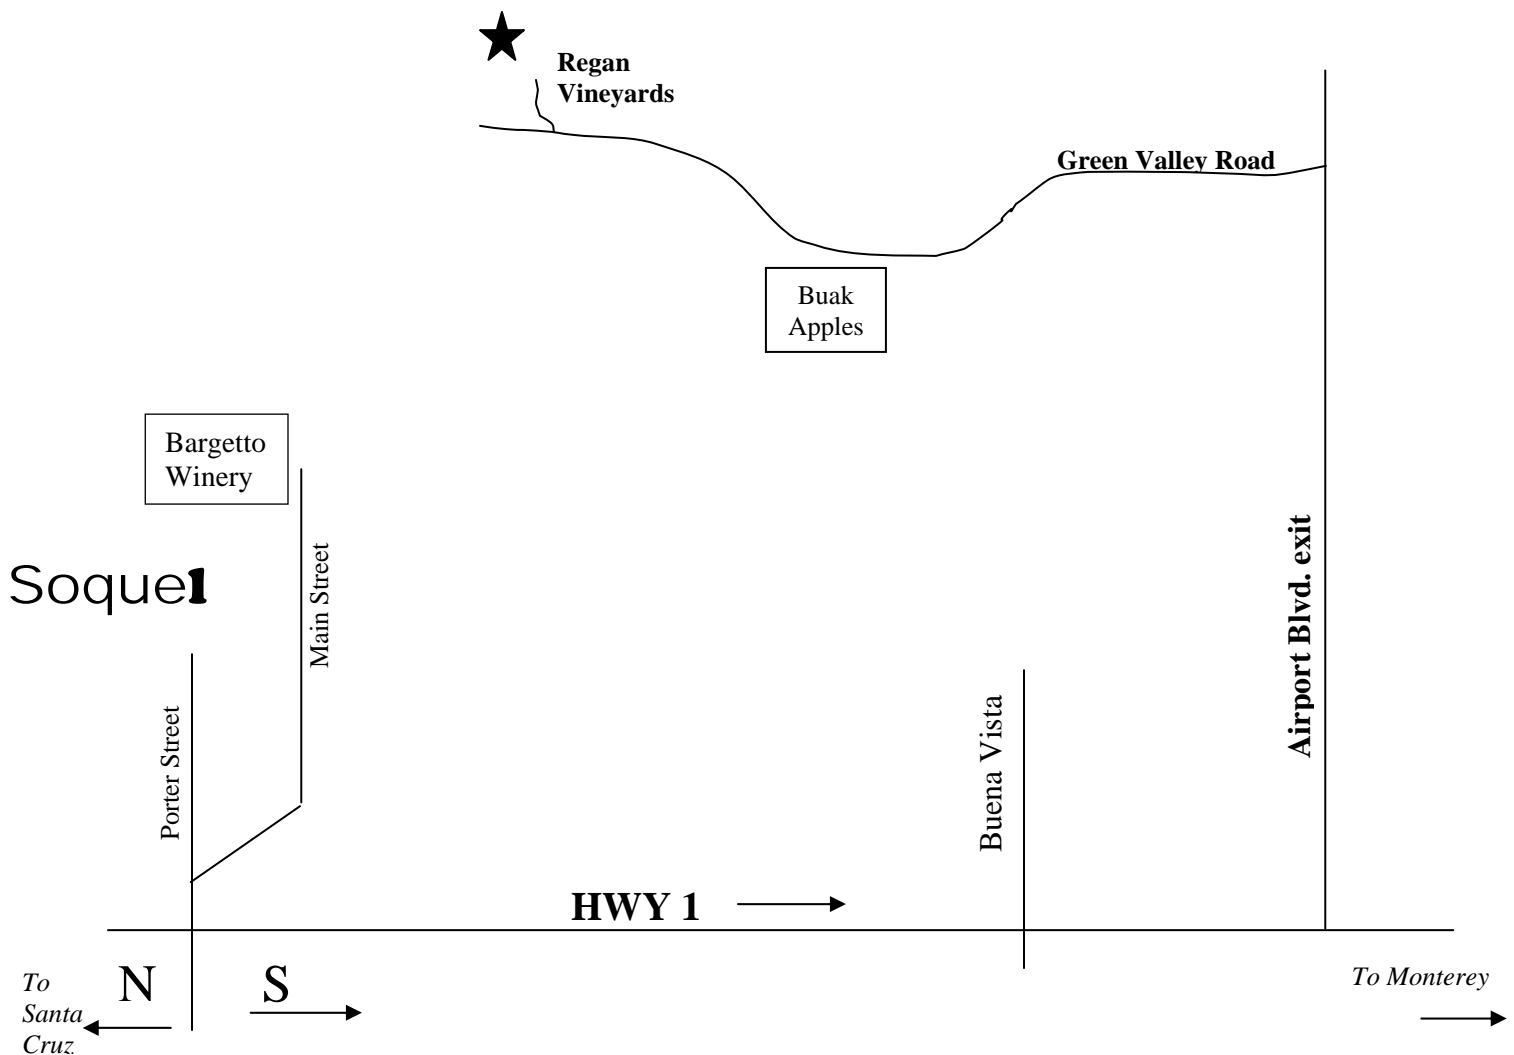 Regan
Vineyards
Green Valley Road
Buak
Apples
Bargetto
Winery
Soquel
Main Street
Porter Street
Buena Vista
Airport Blvd. exit
HWY 1
To
Santa
Cruz
N
S
To Monterey